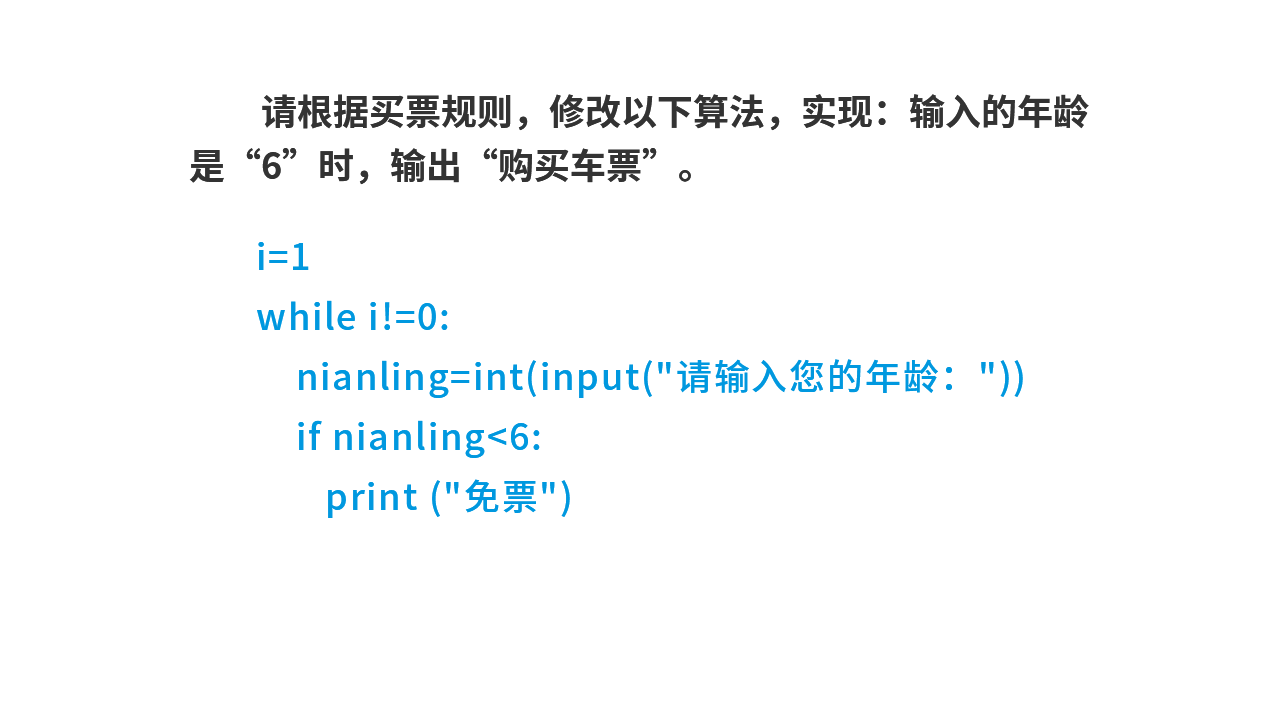 请根据买票规则，修改以下算法，实现：输入的年龄
是“6”时，输出“购买车票”。
i=1
while i!=0:
nianling=int(input("请输入您的年龄："))
if nianling<6:
print ("免票")